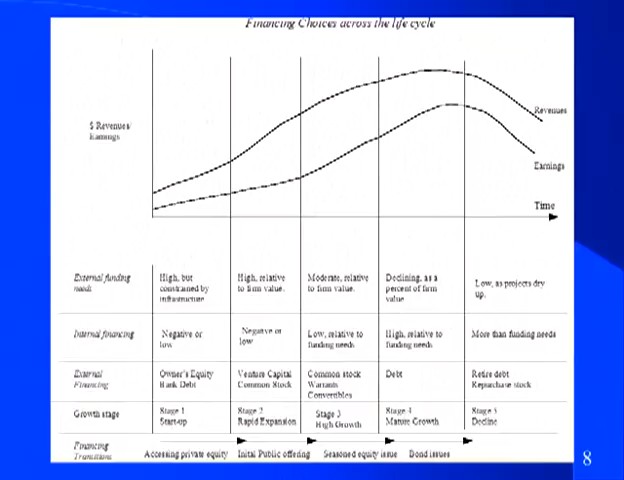 Financing Choices across the life cycle
$ Revenues/
Earnings
Revenues
Earnings
Time
External funding
needs
High, but
constrained by
infrastructure
High, relative
to firm value.
Moderate, relative
to firm value.
Declining, as a
percent of firm
value
Low, as projects dry
up.
Internal financing
Negative or
low
Negative or
low
Low, relative to
funding needs
High, relative to
funding needs
More than funding needs
External
Financing
Owner's Equity
Bank Debt
Venture Capital
Common Stock
Common stock
Warrants
Convertibles
Debt
Retire debt
Repurchase stock
Growth stage
Stage 1
Start-up
Stage 2
Rapid Expansion
Stage 3
High Growth
Stage 4
Mature Growth
Stage 5
Decline
Financing
Transitions
Accessing private equity
Inital Public offering
Seasoned equity issue
Bond issues
8